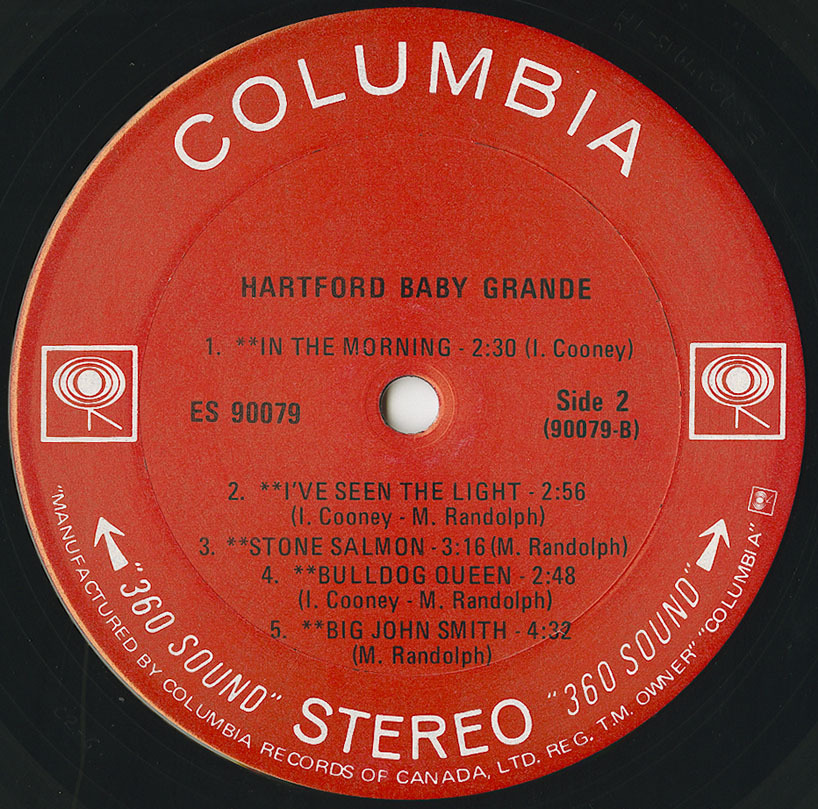 COLUMBIA
HARTFORD BABY GRANDE
1. **IN THE MORNING - 2:30 (I. Cooney)
ES 90079
Side 2
(90079-B)
2. **I'VE SEEN THE LIGHT - 2:56
(I. Cooney - M. Randolph)
3. **STONE SALMON - 3:16 (M. Randolph)
4. **BULLDOG QUEEN - 2:48
(I. Cooney - M. Randolph)
5. **BIG JOHN SMITH - 4:32
(M. Randolph)
"360 SOUND" STEREO "360 SOUND"
"MANUFACTURED BY COLUMBIA RECORDS OF CANADA, LTD. REG. T.M. OWNER" "COLUMBIA"